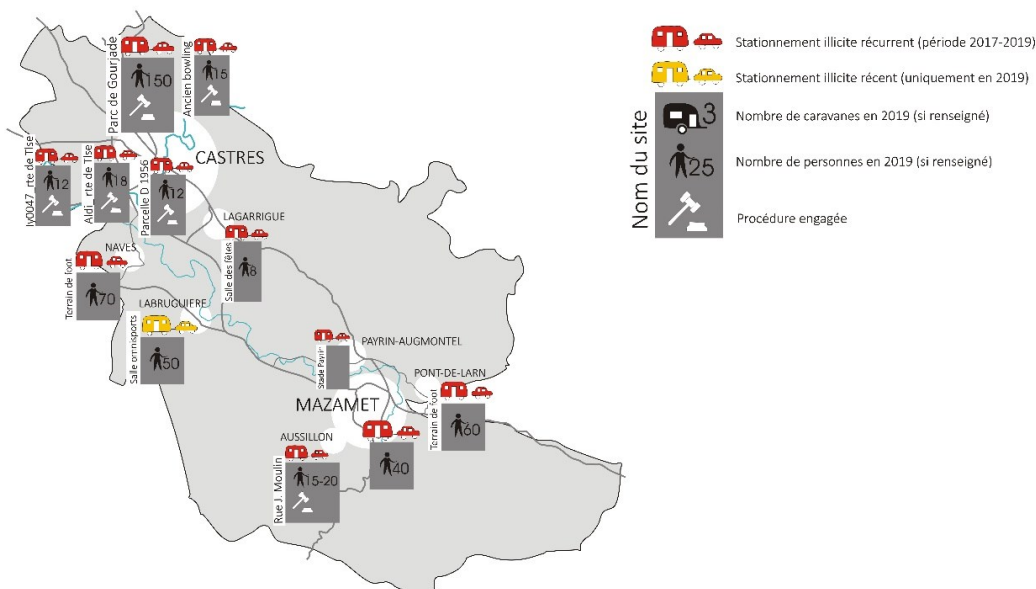 Parc de Gourjade
150
Ancien bowling
15
CASTRES
rte de Tlse
12
Aldi_ rte de Tlse
18
Parcelle D 1956
12
LAGARRIGUE
Salle des fêtes
8
NAVES
Terrain de foot
70
LABRUGUIERE
Salle omnisports
50
PAYRIN-AUGMONTEL
Stade Payrin
PONT-DE-LARN
Terrain de foot
60
MAZAMET
40
AUSSILLON
Rue J. Moulin
15-20
Stationnement illicite récurrent (période 2017-2019)
Stationnement illicite récent (uniquement en 2019)
Nom du site
3
Nombre de caravanes en 2019 (si renseigné)
25
Nombre de personnes en 2019 (si renseigné)
Procédure engagée